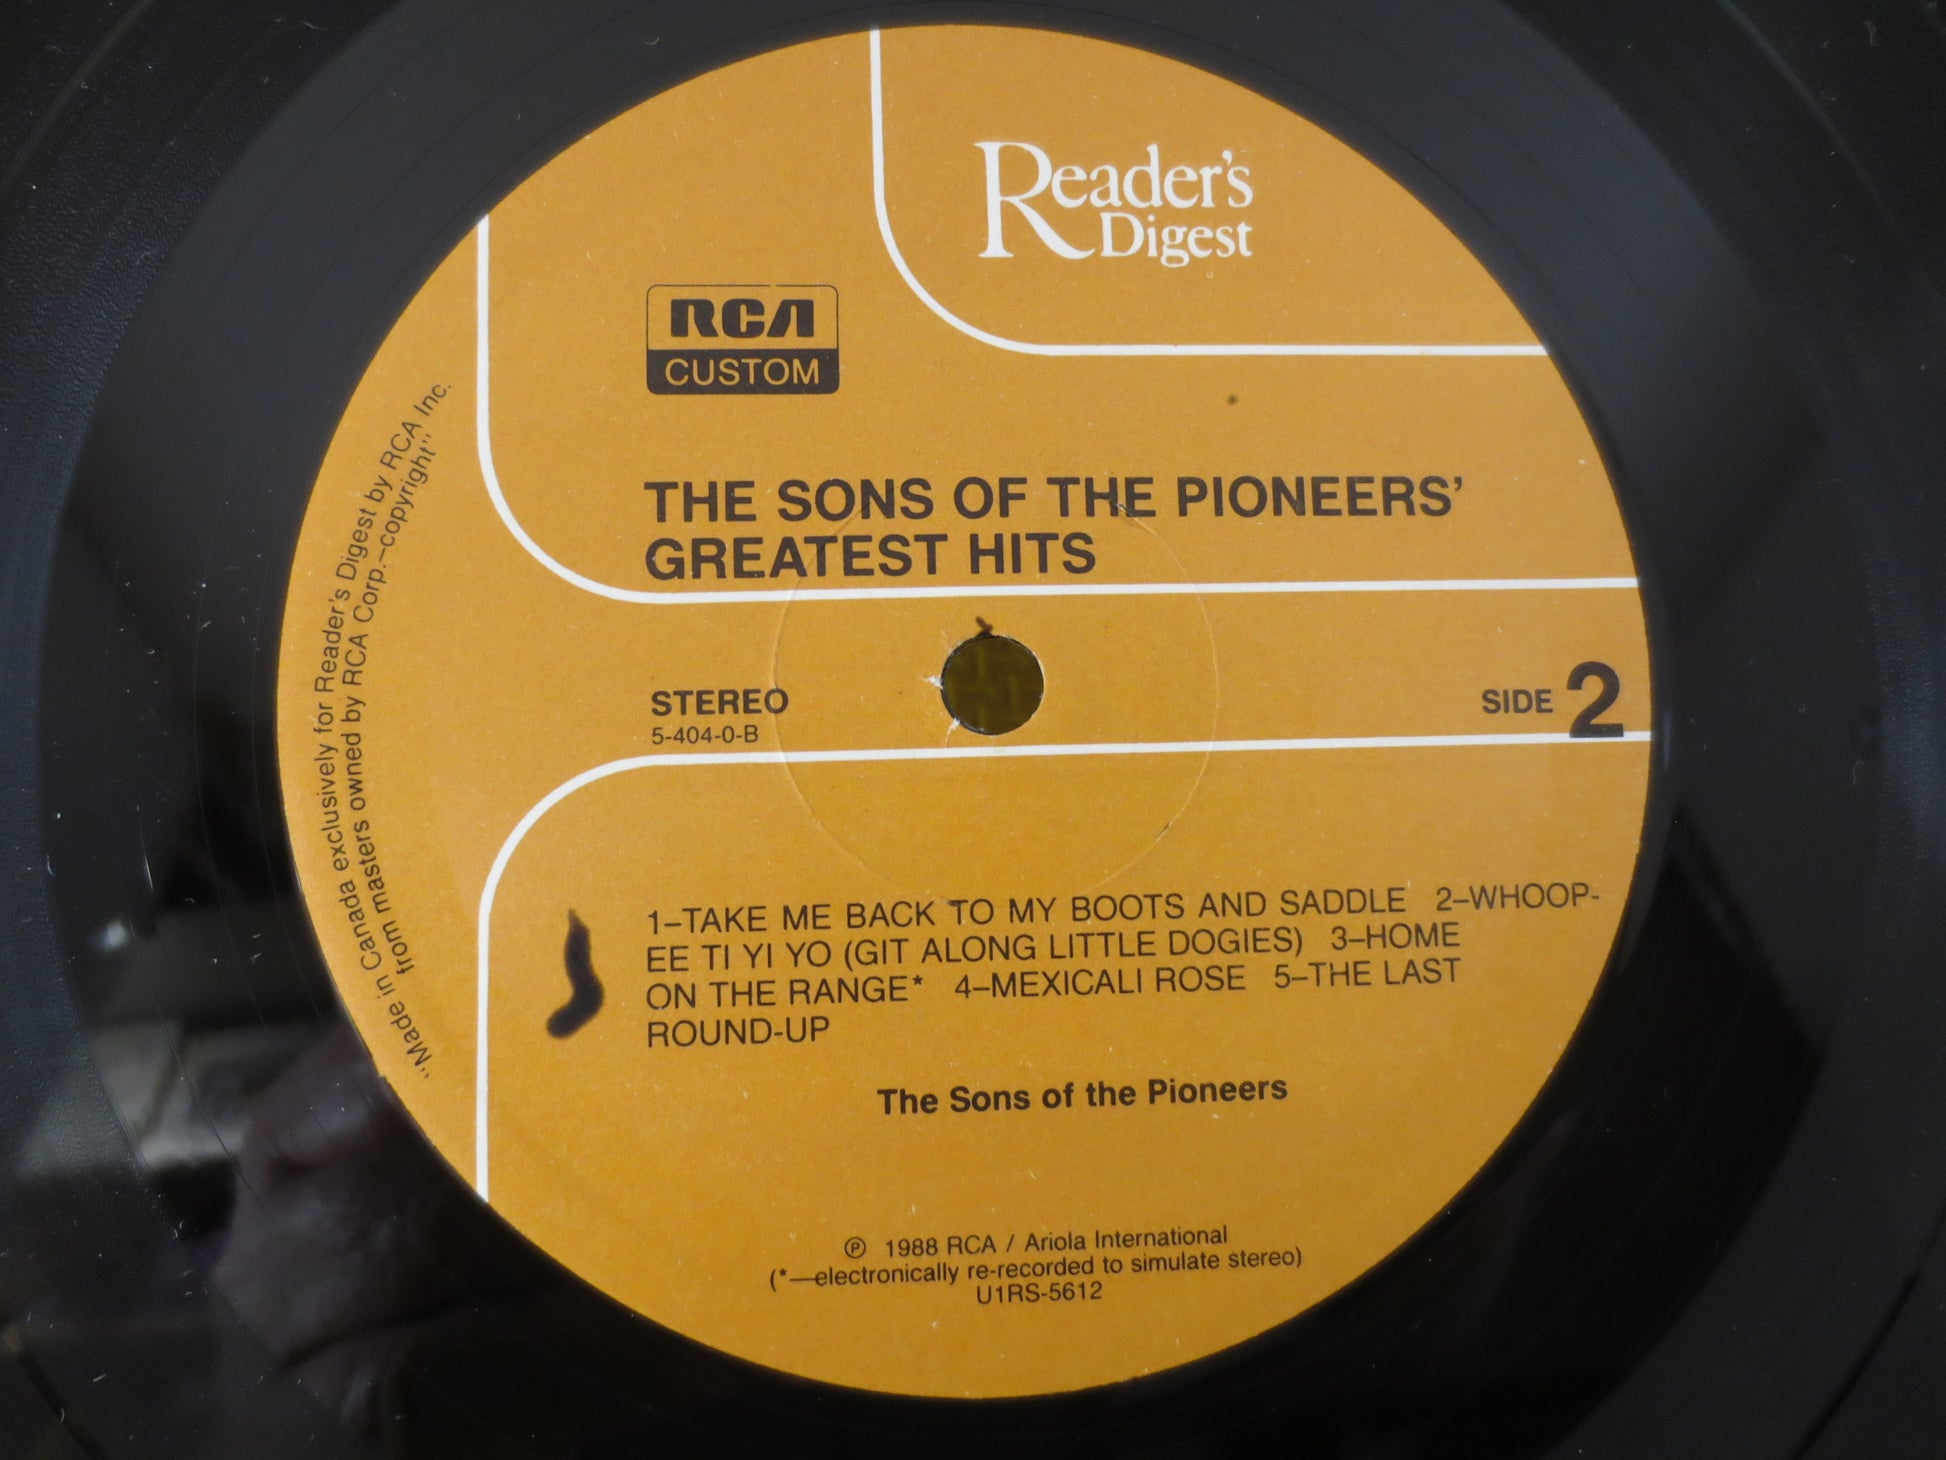 Reader's
Digest
RCA
CUSTOM
THE SONS OF THE PIONEERS'
GREATEST HITS
STEREO
5-404-0-B
SIDE 2
1–TAKE ME BACK TO MY BOOTS AND SADDLE 2–WHOOP-
EE TI YI YO (GIT ALONG LITTLE DOGIES) 3–HOME
ON THE RANGE* 4–MEXICALI ROSE 5–THE LAST
ROUND-UP
The Sons of the Pioneers
℗ 1988 RCA / Ariola International
(*—electronically re-recorded to simulate stereo)
U1RS-5612
"Made in Canada exclusively for Reader's Digest by RCA Inc.
from masters owned by RCA Corp.–copyright"